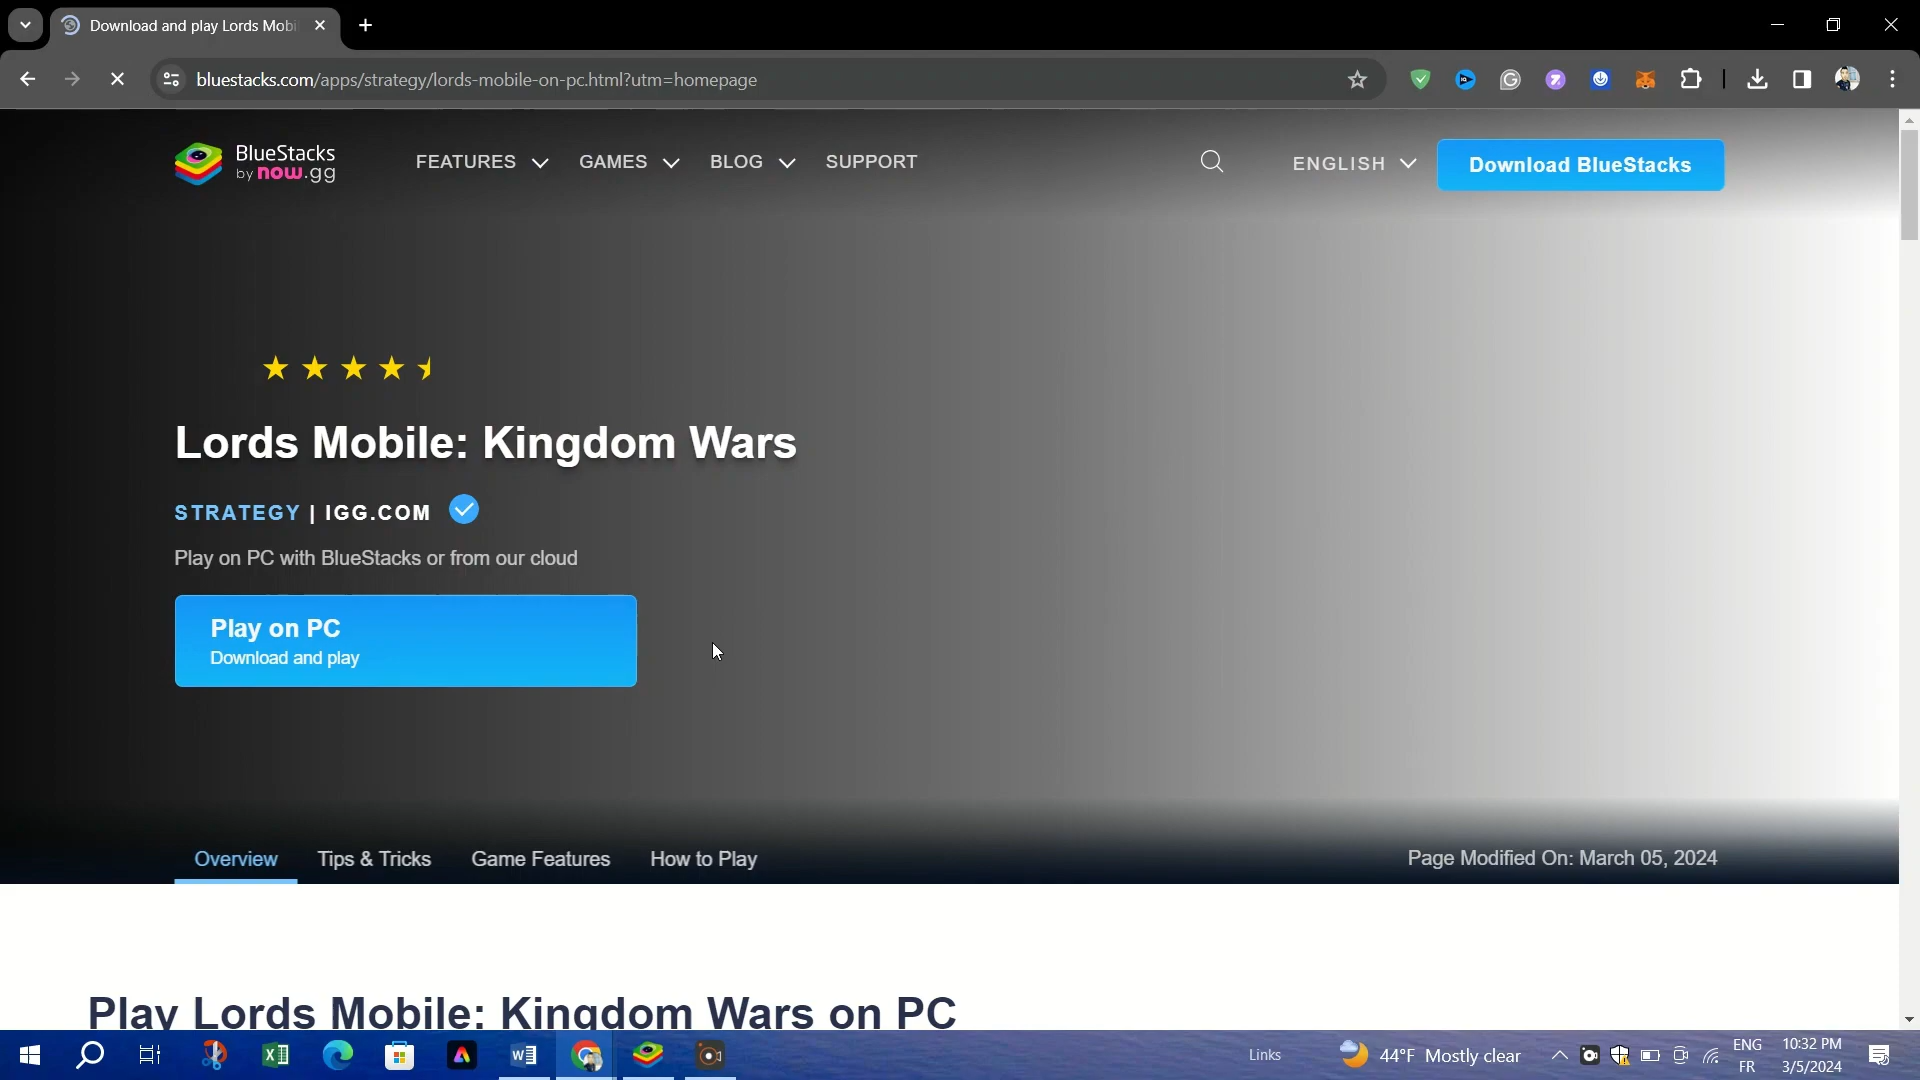 Download and play Lords Mobi
bluestacks.com/apps/strategy/lords-mobile-on-pc.html?utm=homepage
BlueStacks
by now.gg
FEATURES
GAMES
BLOG
SUPPORT
ENGLISH
Download BlueStacks
Lords Mobile: Kingdom Wars
STRATEGY | IGG.COM
Play on PC with BlueStacks or from our cloud
Play on PC
Download and play
Overview
Tips & Tricks
Game Features
How to Play
Page Modified On: March 05, 2024
Play Lords Mobile: Kingdom Wars on PC
Links
44°F Mostly clear
ENG
FR
10:32 PM
3/5/2024